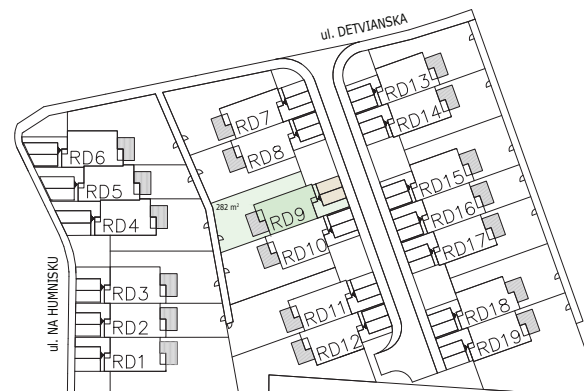 ul. DETVIANSKA
RD13
RD7
RD14
RD8
RD6
RD5
RD15
282 m²
RD9
RD4
RD16
RD10
RD17
ul. NA HUMNISKU
RD3
RD11
RD18
RD2
RD12
RD19
RD1